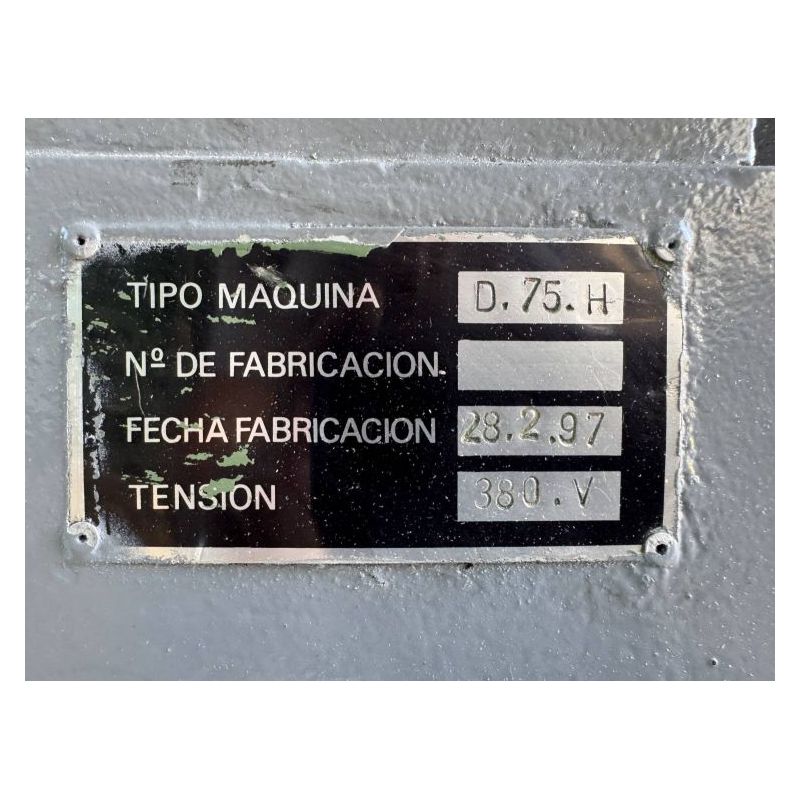 TIPO MAQUINA D.75.H
Nº DE FABRICACION.
FECHA FABRICACION 28.2.97
TENSION 380.V